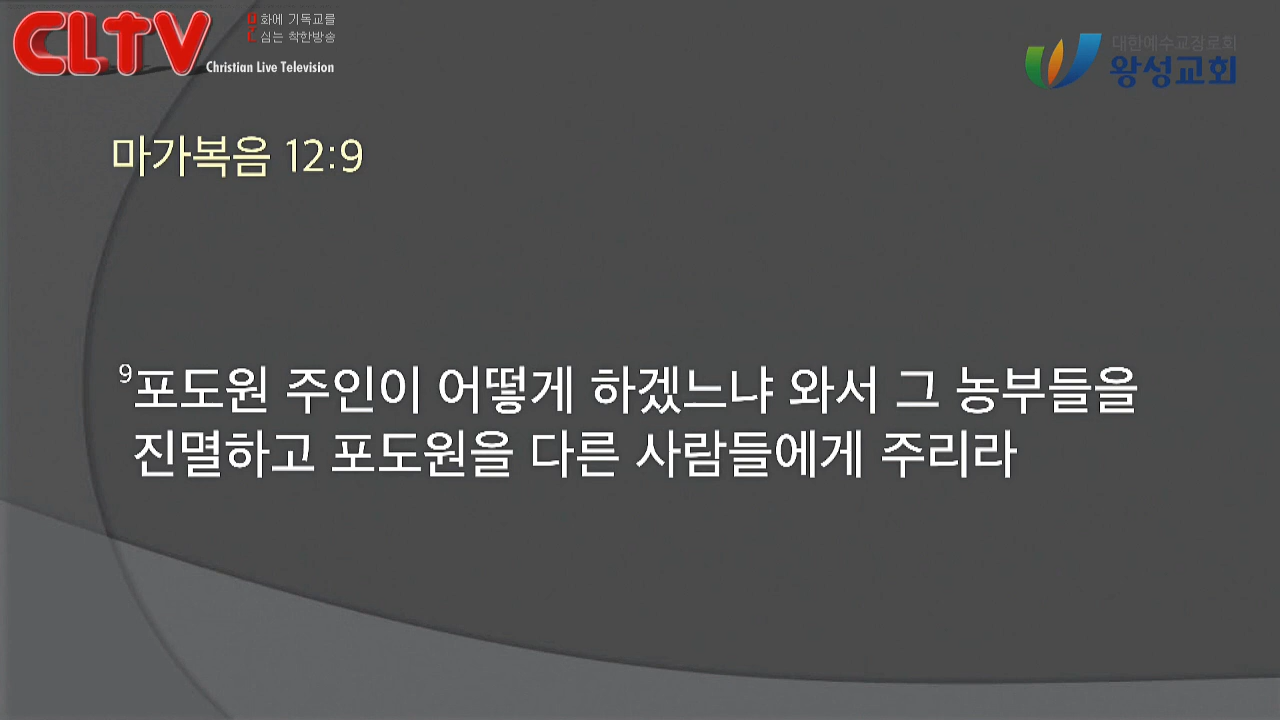 CLTV
문화에 기독교를
심는 착한방송
Christian Live Television
대한예수교장로회
왕성교회
마가복음 12:9
9포도원 주인이 어떻게 하겠느냐 와서 그 농부들을
진멸하고 포도원을 다른 사람들에게 주리라